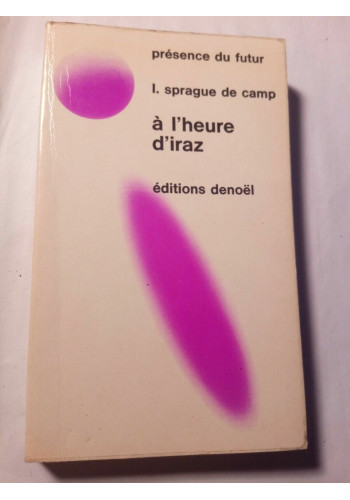 présence du futur
l. sprague de camp
à l'heure
d'iraz
éditions denoël